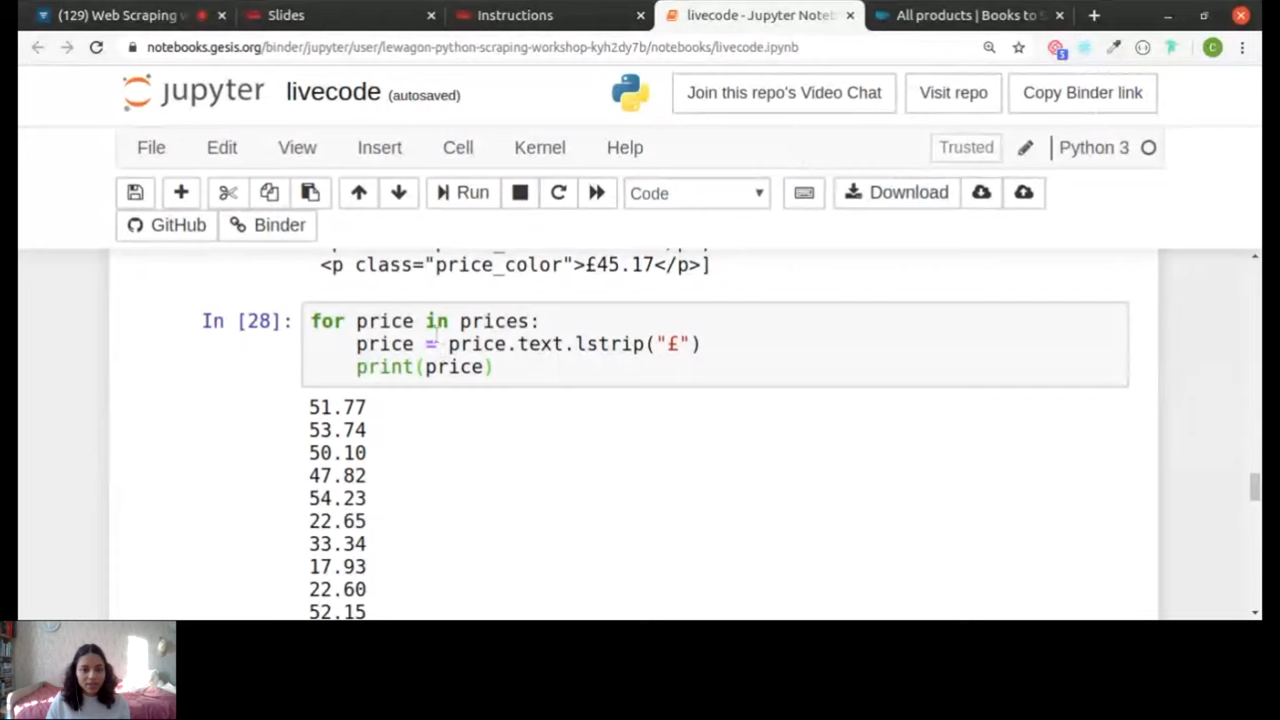 (129) Web Scraping w
Slides
Instructions
livecode - Jupyter Note
All products | Books to S
notebooks.gesis.org/binder/jupyter/user/lewagon-python-scraping-workshop-kyh2dy7b/notebooks/livecode.ipynb
5
C
jupyter livecode (autosaved)
Join this repo's Video Chat
Visit repo
Copy Binder link
File Edit View Insert Cell Kernel Help
Trusted
Python 3
Run
Code
Download
GitHub
Binder
<p class="price_color">£45.17</p>]
In [28]: for price in prices:
price = price.text.lstrip("£")
print(price)
51.77
53.74
50.10
47.82
54.23
22.65
33.34
17.93
22.60
52.15